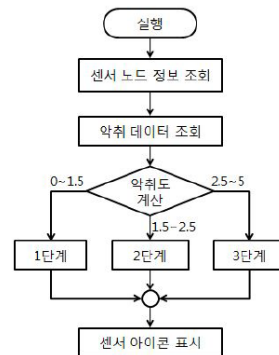 실행
센서 노드 정보 조회
악취 데이터 조회
0~1.5
악취도
계산
2.5~5
1.5~2.5
1단계
2단계
3단계
센서 아이콘 표시